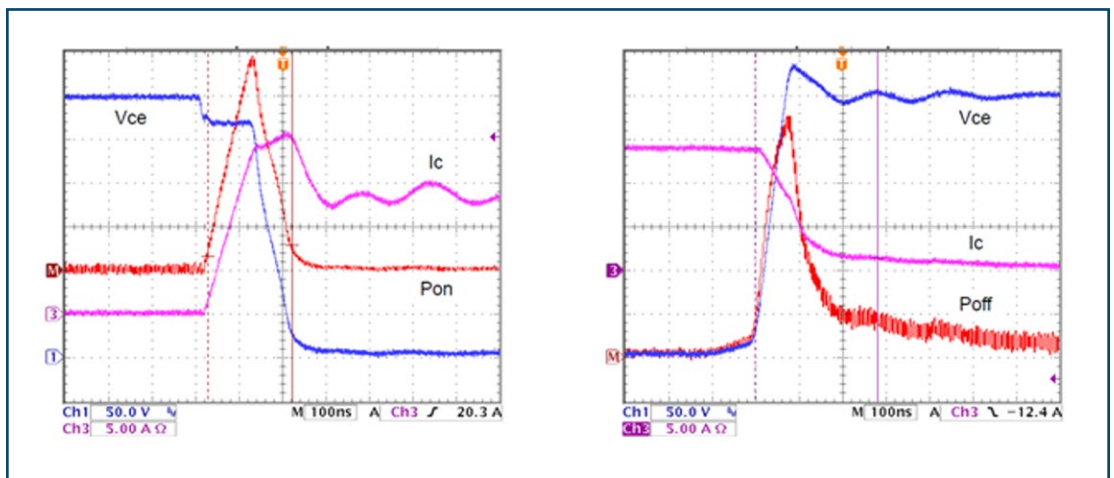 T
Vce
Ic
M
Pon
3
1
Ch1 50.0 V M 100ns A Ch3 20.3 A
Ch3 5.00 A Ω
T
Vce
3
Ic
Poff
M
Ch1 50.0 V M 100ns A Ch3 −12.4 A
Ch3 5.00 A Ω